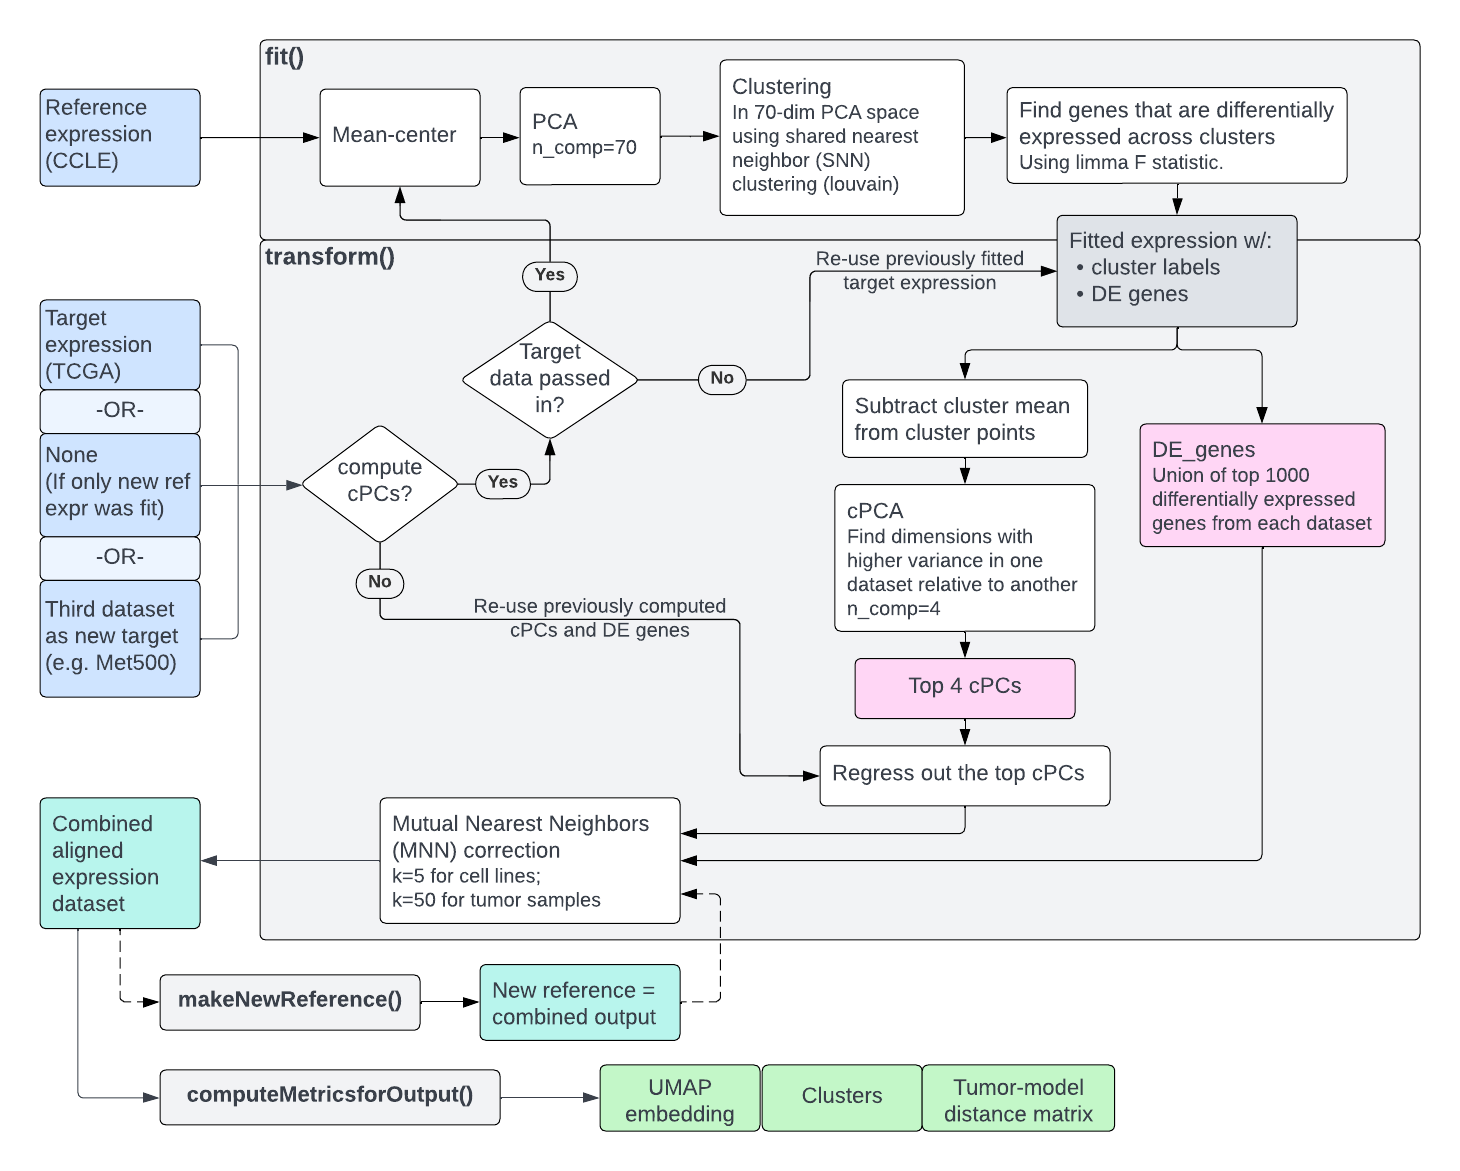 fit()
Reference
expression
(CCLE)
Mean-center
PCA
n_comp=70
Clustering
In 70-dim PCA space
using shared nearest
neighbor (SNN)
clustering (louvain)
Find genes that are differentially
expressed across clusters
Using limma F statistic.
transform()
Fitted expression w/:
• cluster labels
• DE genes
Yes
Re-use previously fitted
target expression
Target
expression
(TCGA)
-OR-
None
(If only new ref
expr was fit)
-OR-
Third dataset
as new target
(e.g. Met500)
Target
data passed
in?
No
compute
cPCs?
Yes
No
Re-use previously computed
cPCs and DE genes
Subtract cluster mean
from cluster points
DE_genes
Union of top 1000
differentially expressed
genes from each dataset
cPCA
Find dimensions with
higher variance in one
dataset relative to another
n_comp=4
Top 4 cPCs
Regress out the top cPCs
Mutual Nearest Neighbors
(MNN) correction
k=5 for cell lines;
k=50 for tumor samples
Combined
aligned
expression
dataset
makeNewReference()
New reference =
combined output
computeMetricsforOutput()
UMAP
embedding
Clusters
Tumor-model
distance matrix